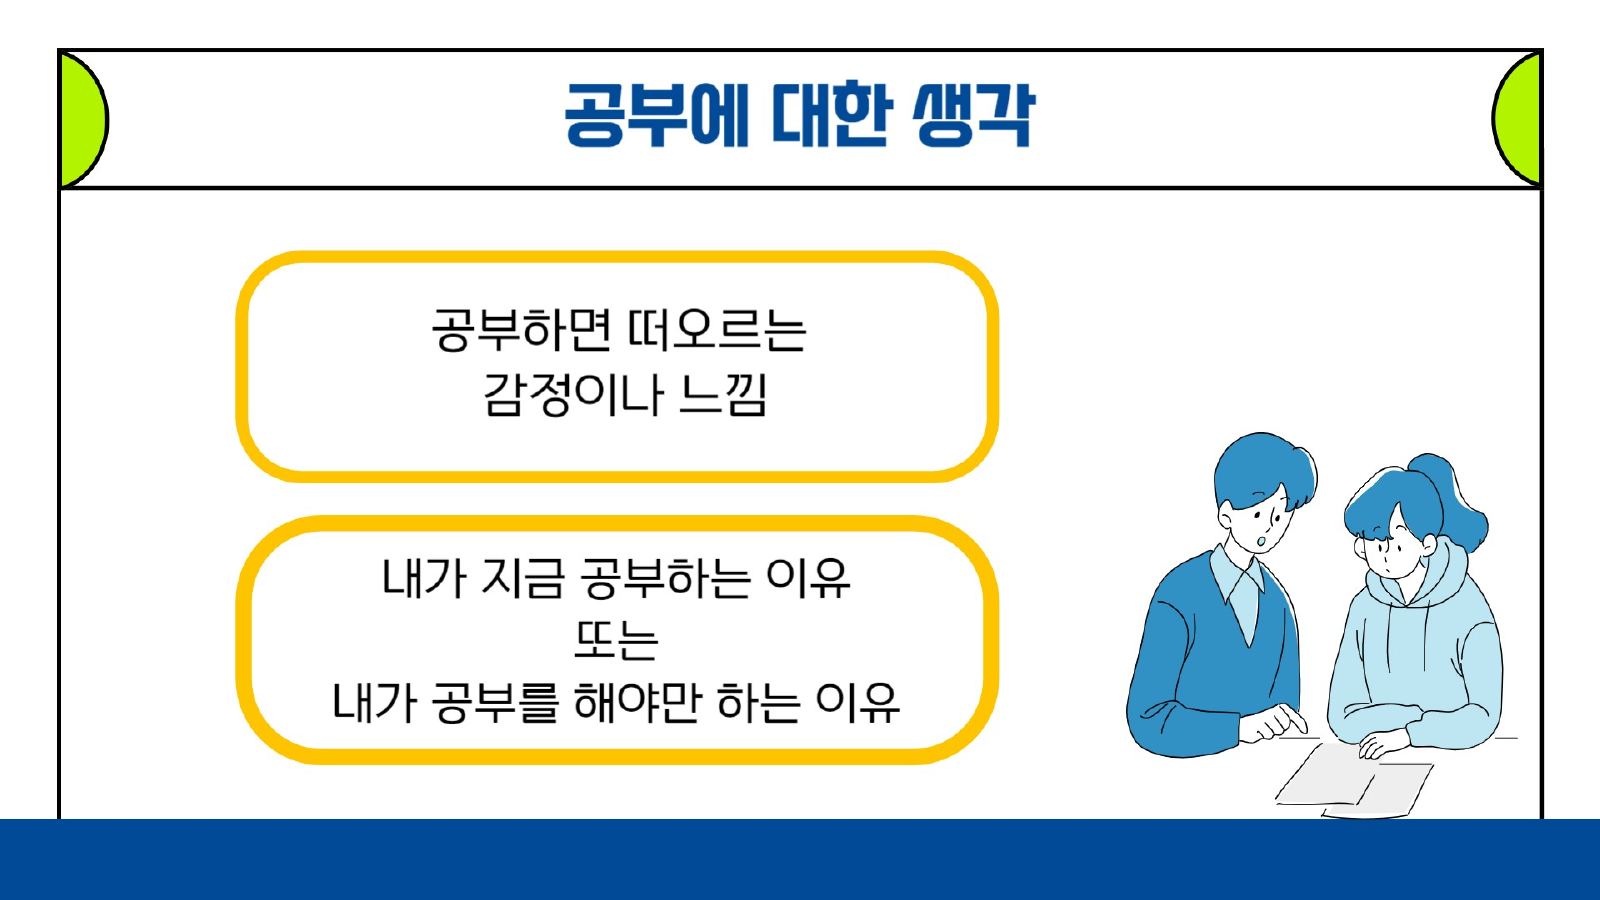 공부에 대한 생각
공부하면 떠오르는
감정이나 느낌
내가 지금 공부하는 이유
또는
내가 공부를 해야만 하는 이유